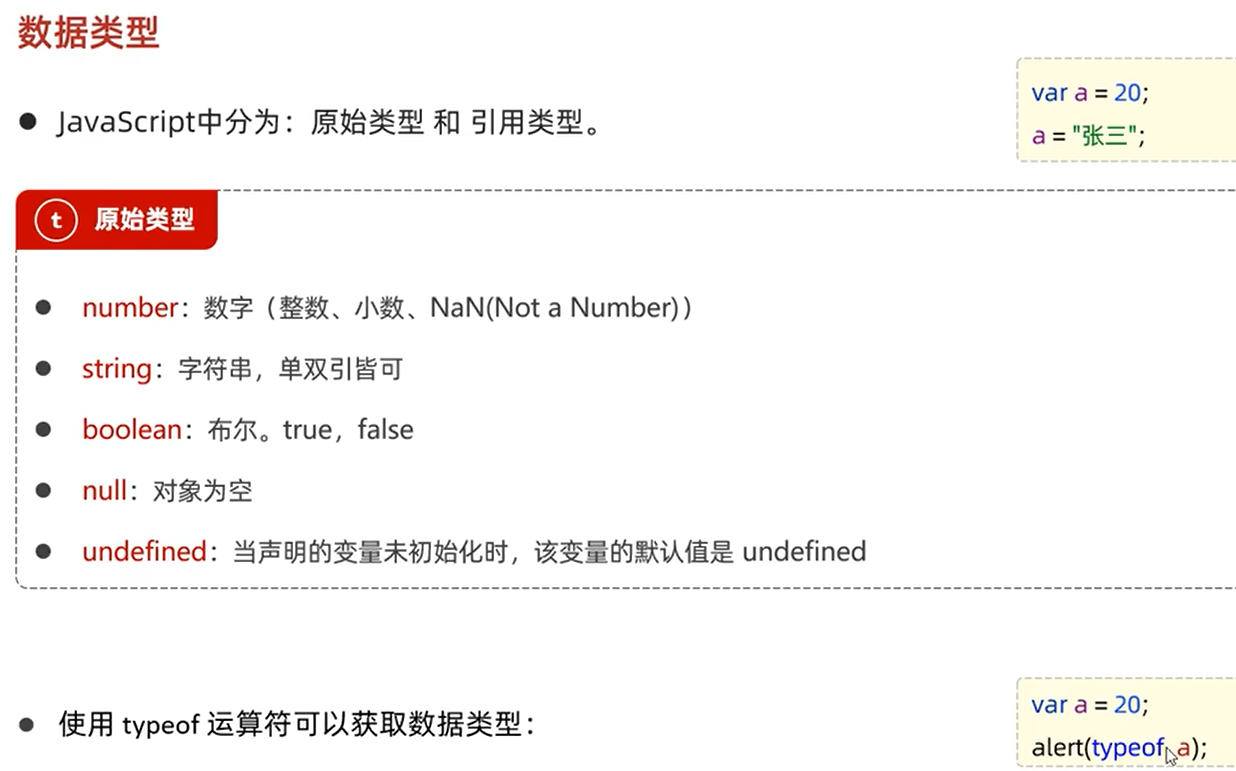 数据类型
JavaScript中分为：原始类型 和 引用类型。
var a = 20;
a = "张三";
t 原始类型
number：数字（整数、小数、NaN(Not a Number)）
string：字符串，单双引皆可
boolean：布尔。true，false
null：对象为空
undefined：当声明的变量未初始化时，该变量的默认值是 undefined
使用 typeof 运算符可以获取数据类型：
var a = 20;
alert(typeof a);